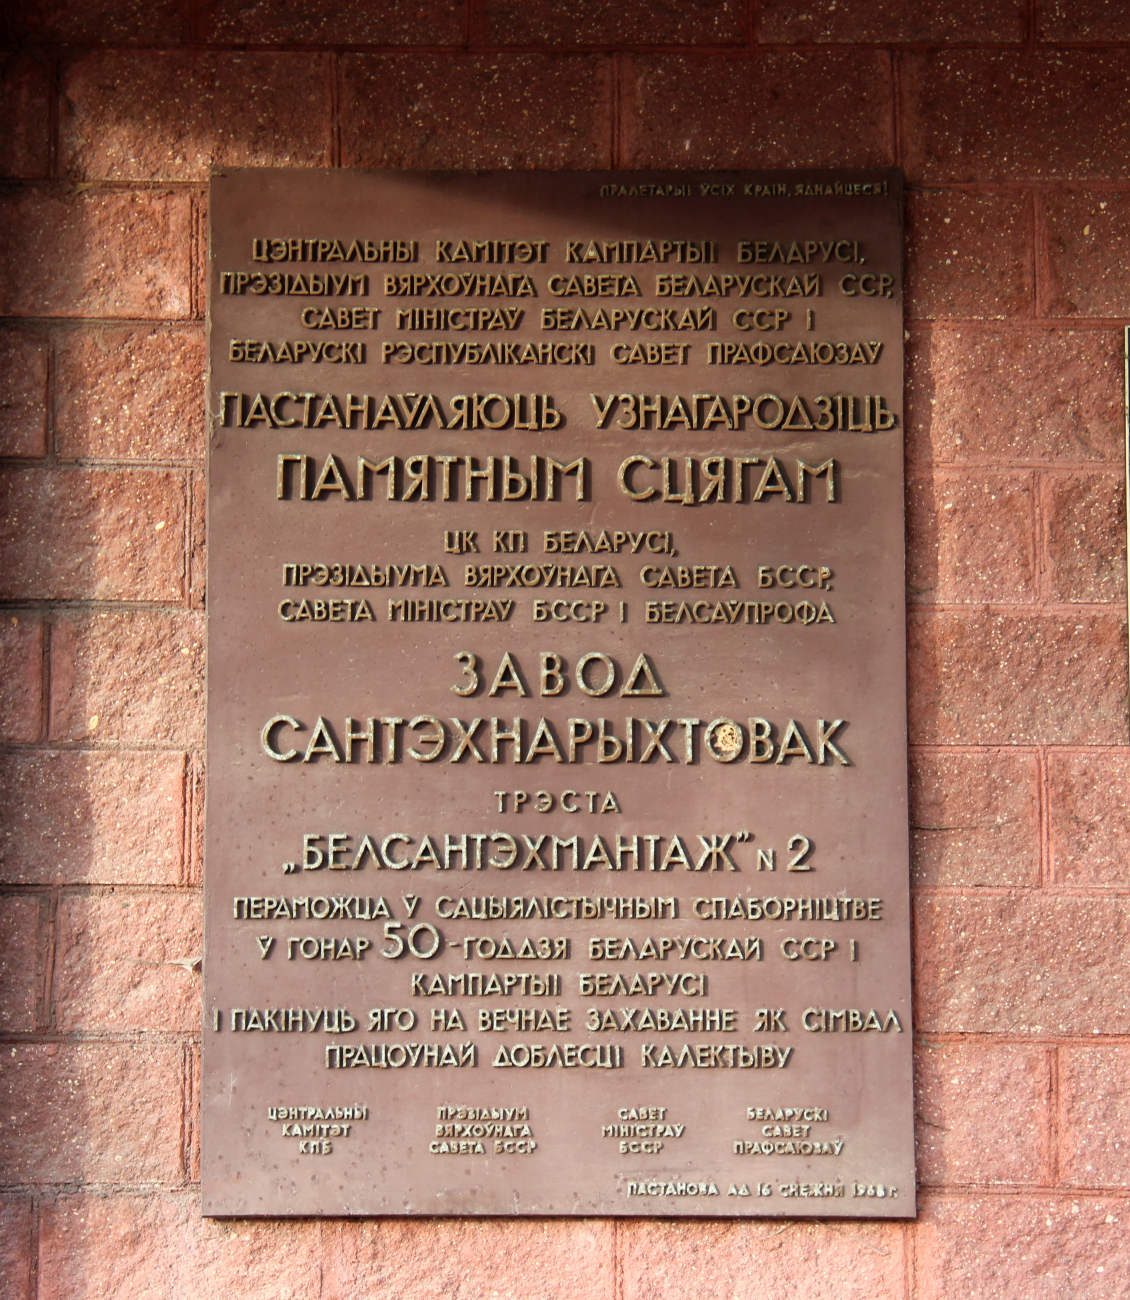 ПРАЛЕТАРЫІ ЎСІХ КРАІН, ЯДНАЙЦЕСЯ!
ЦЭНТРАЛЬНЫ КАМІТЭТ КАМПАРТЫІ БЕЛАРУСІ,
ПРЭЗІДЫУМ ВЯРХОЎНАГА САВЕТА БЕЛАРУСКАЙ ССР,
САВЕТ МІНІСТРАЎ БЕЛАРУСКАЙ ССР І
БЕЛАРУСКІ РЭСПУБЛІКАНСКІ САВЕТ ПРАФСАЮЗАЎ
ПАСТАНАЎЛЯЮЦЬ УЗНАГАРОДЗІЦЬ
ПАМЯТНЫМ СЦЯГАМ
ЦК КП БЕЛАРУСІ,
ПРЭЗІДЫУМА ВЯРХОЎНАГА САВЕТА БССР,
САВЕТА МІНІСТРАЎ БССР І БЕЛСАЎПРОФА
ЗАВОД
САНТЭХНАРЫХТОВАК
ТРЭСТА
„БЕЛСАНТЭХМАНТАЖ” N 2
ПЕРАМОЖЦА Ў САЦЫЯЛІСТЫЧНЫМ СПАБОРНІЦТВЕ
Ў ГОНАР 50-ГОДДЗЯ БЕЛАРУСКАЙ ССР І
КАМПАРТЫІ БЕЛАРУСІ
І ПАКІНУЦЬ ЯГО НА ВЕЧНАЕ ЗАХАВАННЕ ЯК СІМВАЛ
ПРАЦОЎНАЙ ДОБЛЕСЦІ КАЛЕКТЫВУ
ЦЭНТРАЛЬНЫ КАМІТЭТ КПБ
ПРЭЗІДЫУМ ВЯРХОЎНАГА САВЕТА БССР
САВЕТ МІНІСТРАЎ БССР
БЕЛАРУСКІ САВЕТ ПРАФСАЮЗАЎ
ПАСТАНОВА АД 16 СНЕЖНЯ 1968 г.